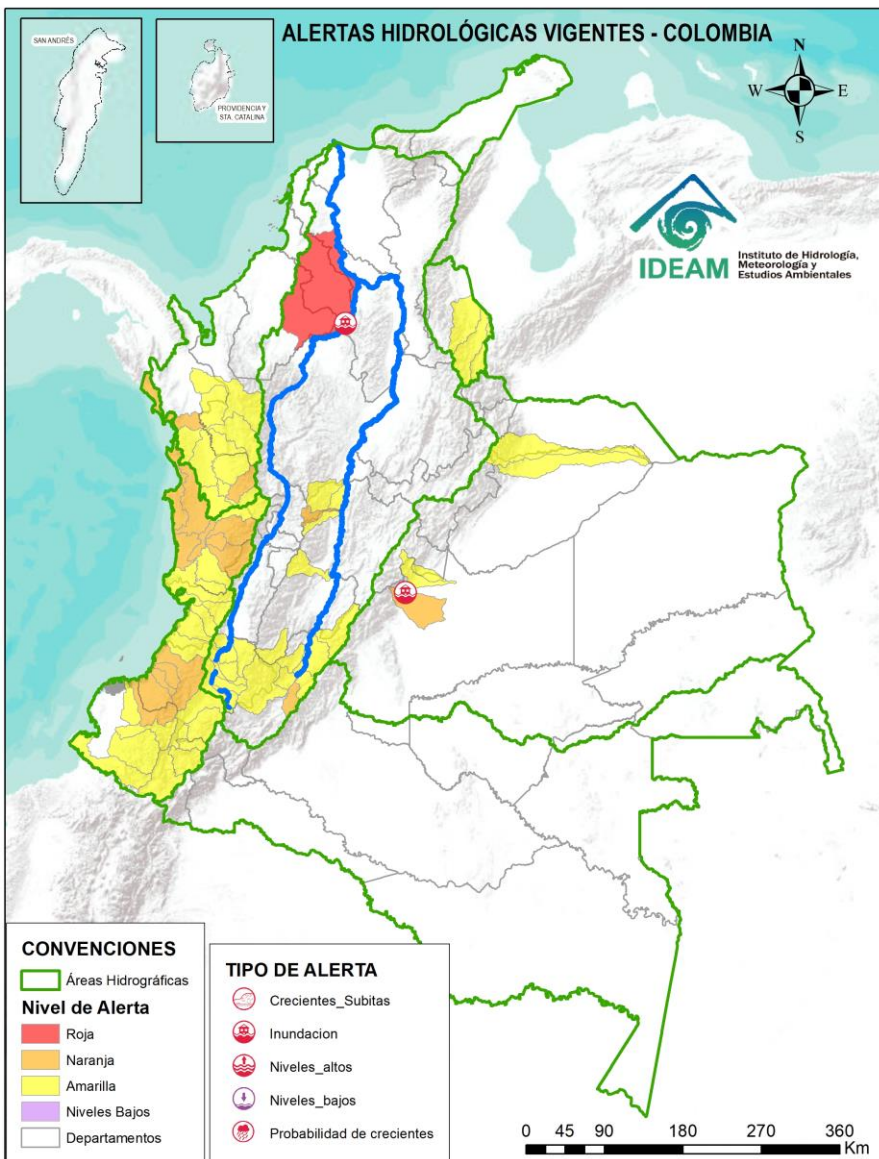 ALERTAS HIDROLÓGICAS VIGENTES - COLOMBIA
SAN ANDRÉS
PROVIDENCIA Y
STA. CATALINA
N
W
E
S
IDEAM
Instituto de Hidrología,
Meteorología y
Estudios Ambientales
CONVENCIONES
Áreas Hidrográficas
Nivel de Alerta
Roja
Naranja
Amarilla
Niveles Bajos
Departamentos
TIPO DE ALERTA
Crecientes_Subitas
Inundacion
Niveles_altos
Niveles_bajos
Probabilidad de crecientes
0 45 90 180 270 360
Km